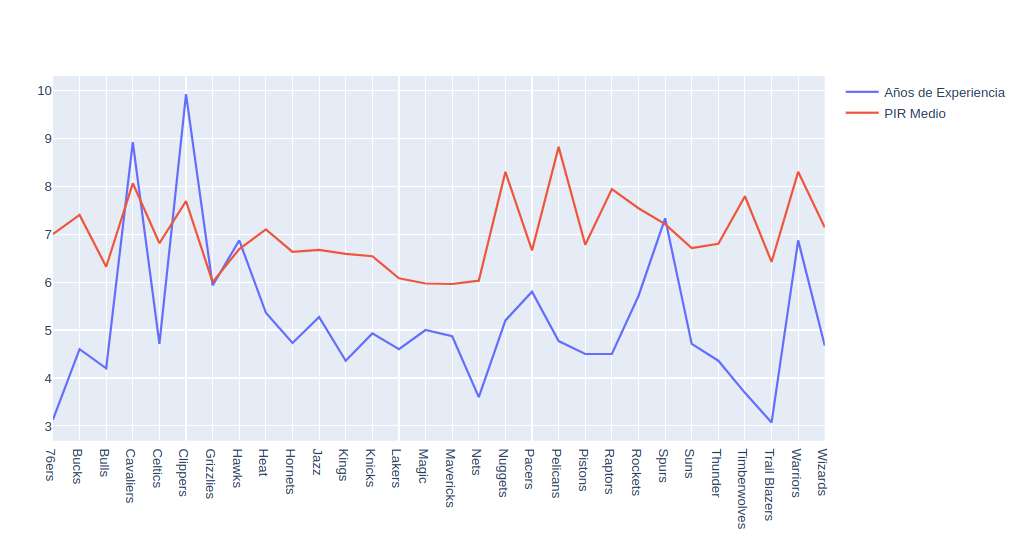 Años de Experiencia
PIR Medio
10
9
8
7
6
5
4
3
76ers
Bucks
Bulls
Cavaliers
Celtics
Clippers
Grizzlies
Hawks
Heat
Hornets
Jazz
Kings
Knicks
Lakers
Magic
Mavericks
Nets
Nuggets
Pacers
Pelicans
Pistons
Raptors
Rockets
Spurs
Suns
Thunder
Timberwolves
Trail Blazers
Warriors
Wizards